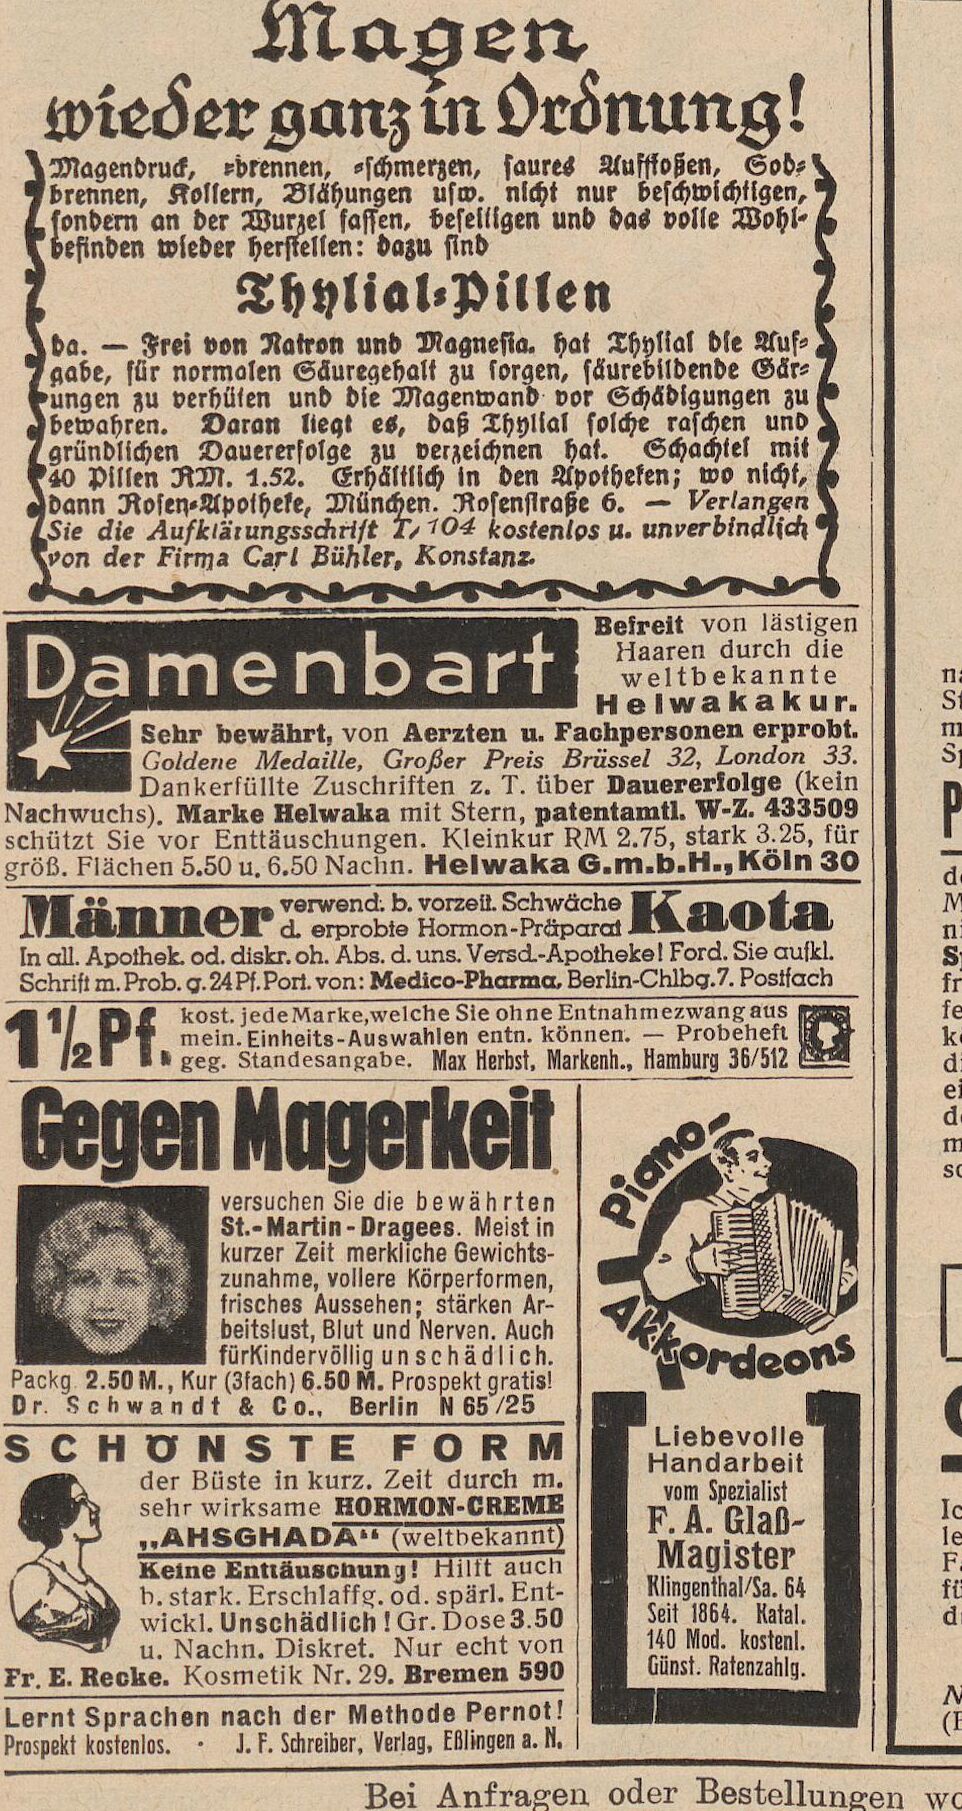 Magen
wieder ganz in Ordnung!
Magendruck, =brennen, =schmerzen, saures Aufstoßen, Sod=
brennen, Kollern, Blähungen usw. nicht nur beschwichtigen,
sondern an der Wurzel fassen, beseitigen und das volle Wohl=
befinden wieder herstellen: dazu sind
Thylial=Pillen
da. — Frei von Natron und Magnesia. hat Thylial die Auf=
gabe, für normalen Säuregehalt zu sorgen, säurebildende Gär=
ungen zu verhüten und die Magenwand vor Schädigungen zu
bewahren. Daran liegt es, daß Thylial solche raschen und
gründlichen Dauererfolge zu verzeichnen hat. Schachtel mit
40 Pillen RM. 1.52. Erhältlich in den Apotheken; wo nicht,
dann Rosen=Apotheke, München. Rosenstraße 6. — Verlangen
Sie die Aufklärungsschrift T, 104 kostenlos u. unverbindlich
von der Firma Carl Bühler, Konstanz.
Damenbart
Befreit von lästigen
Haaren durch die
weltbekannte
Helwakakur.
Sehr bewährt, von Aerzten u. Fachpersonen erprobt.
Goldene Medaille, Großer Preis Brüssel 32, London 33.
Dankerfüllte Zuschriften z. T. über Dauererfolge (kein
Nachwuchs). Marke Helwaka mit Stern, patentamtl. W-Z. 433509
schützt Sie vor Enttäuschungen. Kleinkur RM 2.75, stark 3.25, für
größ. Flächen 5.50 u. 6.50 Nachn. Helwaka G.m.b.H., Köln 30
Männer verwend. b. vorzeit. Schwäche
d. erprobte Hormon-Präparat Kaota
In all. Apothek. od. diskr. oh. Abs. d. uns. Versd.-Apotheke! Ford. Sie aufkl.
Schrift m. Prob. g. 24 Pf. Port. von: Medico-Pharma, Berlin-Chlbg. 7. Postfach
1½ Pf. kost. jede Marke, welche Sie ohne Entnahmezwang aus
mein. Einheits-Auswahlen entn. können. — Probeheft
geg. Standesangabe. Max Herbst, Markenh., Hamburg 36/512
Gegen Magerkeit
versuchen Sie die bewährten
St.-Martin-Dragees. Meist in
kurzer Zeit merkliche Gewichts-
zunahme, vollere Körperformen,
frisches Aussehen; stärken Ar-
beitslust, Blut und Nerven. Auch
für Kinder völlig unschädlich.
Packg. 2.50 M., Kur (3fach) 6.50 M. Prospekt gratis!
Dr. Schwandt & Co., Berlin N 65/25
SCHÖNSTE FORM
der Büste in kurz. Zeit durch m.
sehr wirksame HORMON-CREME
„AHSGHADA“ (weltbekannt)
Keine Enttäuschung! Hilft auch
b. stark. Erschlaffg. od. spärl. Ent-
wickl. Unschädlich! Gr. Dose 3.50
u. Nachn. Diskret. Nur echt von
Fr. E. Recke. Kosmetik Nr. 29. Bremen 590
Lernt Sprachen nach der Methode Pernot!
Prospekt kostenlos. · J. F. Schreiber, Verlag, Eßlingen a. N.
Piano-
Akkordeons
Liebevolle
Handarbeit
vom Spezialist
F. A. Glaß-
Magister
Klingenthal/Sa. 64
Seit 1864. Katal.
140 Mod. kostenl.
Günst. Ratenzahlg.
Bei Anfragen oder Bestellungen wo